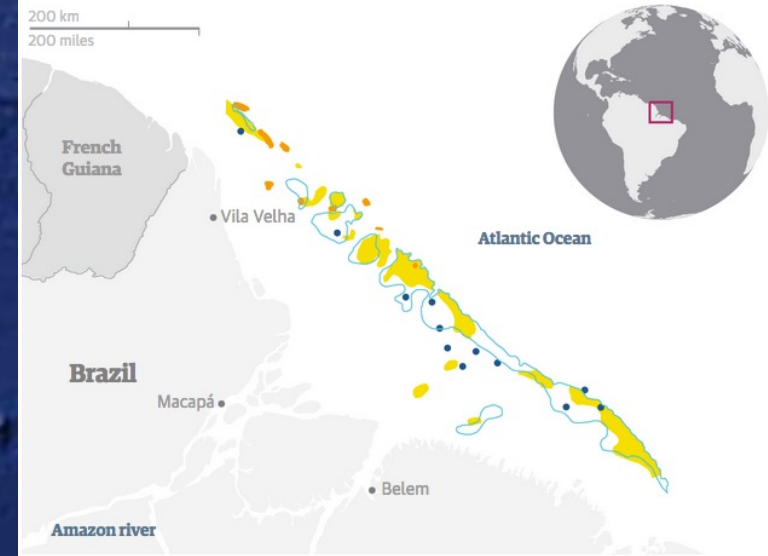 200 km
200 miles
French
Guiana
Vila Velha
Atlantic Ocean
Brazil
Macapá
Belem
Amazon river